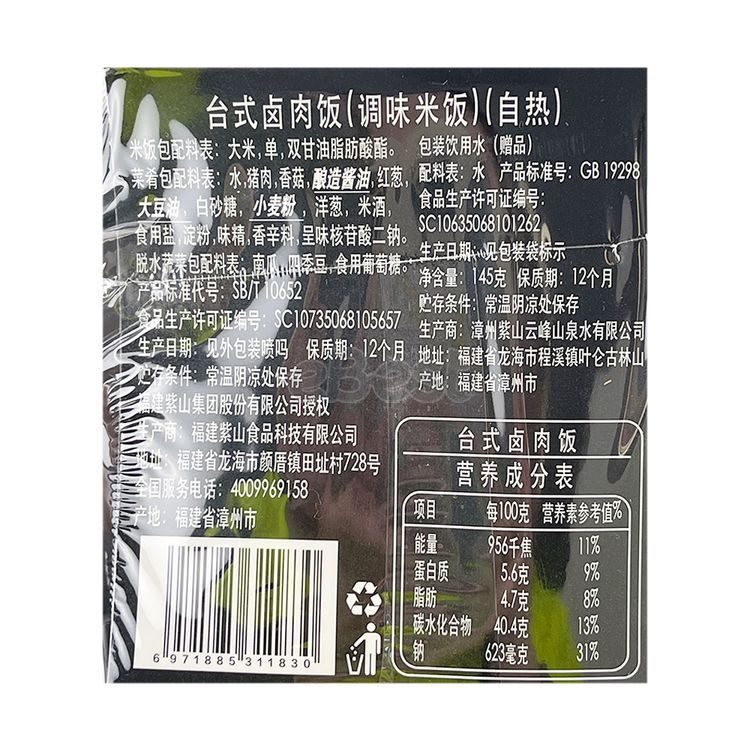 台式卤肉饭(调味米饭)(自热)
米饭包配料表：大米,单,双甘油脂肪酸酯。
菜肴包配料表：水,猪肉,香菇,酿造酱油,红葱,
大豆油,白砂糖,小麦粉,洋葱,米酒,
食用盐,淀粉,味精,香辛料,呈味核苷酸二钠。
脱水蔬菜包配料表：南瓜,四季豆,食用葡萄糖。
产品标准代号：SB/T 10652
食品生产许可证编号：SC10735068105657
生产日期：见外包装喷吗 保质期：12个月
贮存条件：常温阴凉处保存
福建紫山集团股份有限公司授权
生产商：福建紫山食品科技有限公司
地址：福建省龙海市颜厝镇田址村728号
全国服务电话：4009969158
产地：福建省漳州市
包装饮用水（赠品）
配料表：水 产品标准号：GB 19298
食品生产许可证编号：
SC10635068101262
生产日期：见包装袋标示
净含量：145克 保质期：12个月
贮存条件：常温阴凉处保存
生产商：漳州紫山云峰山泉水有限公司
地址：福建省龙海市程溪镇叶仑古林山
产地：福建省漳州市
台式卤肉饭
营养成分表
项目 每100克 营养素参考值%
能量 956千焦 11%
蛋白质 5.6克 9%
脂肪 4.7克 8%
碳水化合物 40.4克 13%
钠 623毫克 31%
6 971885 311830